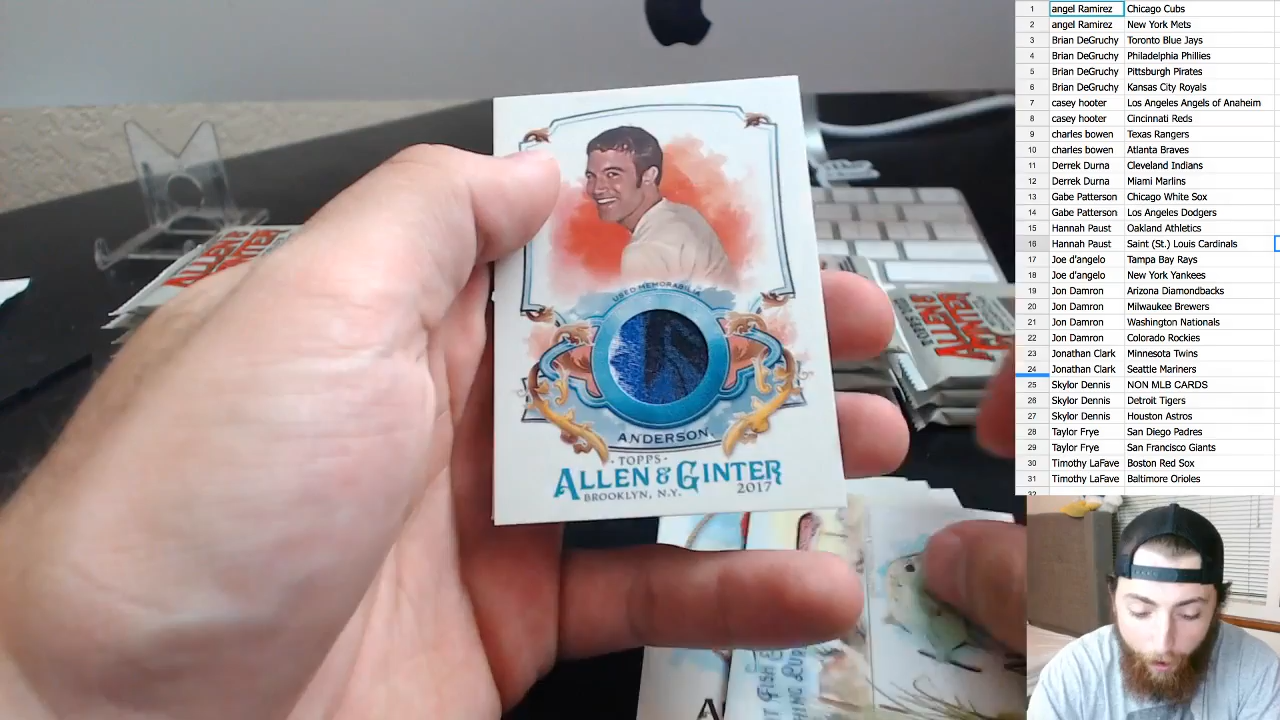 USED MEMORABILIA
ANDERSON
· TOPPS ·
ALLEN & GINTER
BROOKLYN, N.Y. 2017
ALLEN &
GINTER
ALLEN &
GINTER
1 angel Ramirez Chicago Cubs
2 angel Ramirez New York Mets
3 Brian DeGruchy Toronto Blue Jays
4 Brian DeGruchy Philadelphia Phillies
5 Brian DeGruchy Pittsburgh Pirates
6 Brian DeGruchy Kansas City Royals
7 casey hooter Los Angeles Angels of Anaheim
8 casey hooter Cincinnati Reds
9 charles bowen Texas Rangers
10 charles bowen Atlanta Braves
11 Derrek Durna Cleveland Indians
12 Derrek Durna Miami Marlins
13 Gabe Patterson Chicago White Sox
14 Gabe Patterson Los Angeles Dodgers
15 Hannah Paust Oakland Athletics
16 Hannah Paust Saint (St.) Louis Cardinals
17 Joe d'angelo Tampa Bay Rays
18 Joe d'angelo New York Yankees
19 Jon Damron Arizona Diamondbacks
20 Jon Damron Milwaukee Brewers
21 Jon Damron Washington Nationals
22 Jon Damron Colorado Rockies
23 Jonathan Clark Minnesota Twins
24 Jonathan Clark Seattle Mariners
25 Skylor Dennis NON MLB CARDS
26 Skylor Dennis Detroit Tigers
27 Skylor Dennis Houston Astros
28 Taylor Frye San Diego Padres
29 Taylor Frye San Francisco Giants
30 Timothy LaFave Boston Red Sox
31 Timothy LaFave Baltimore Orioles